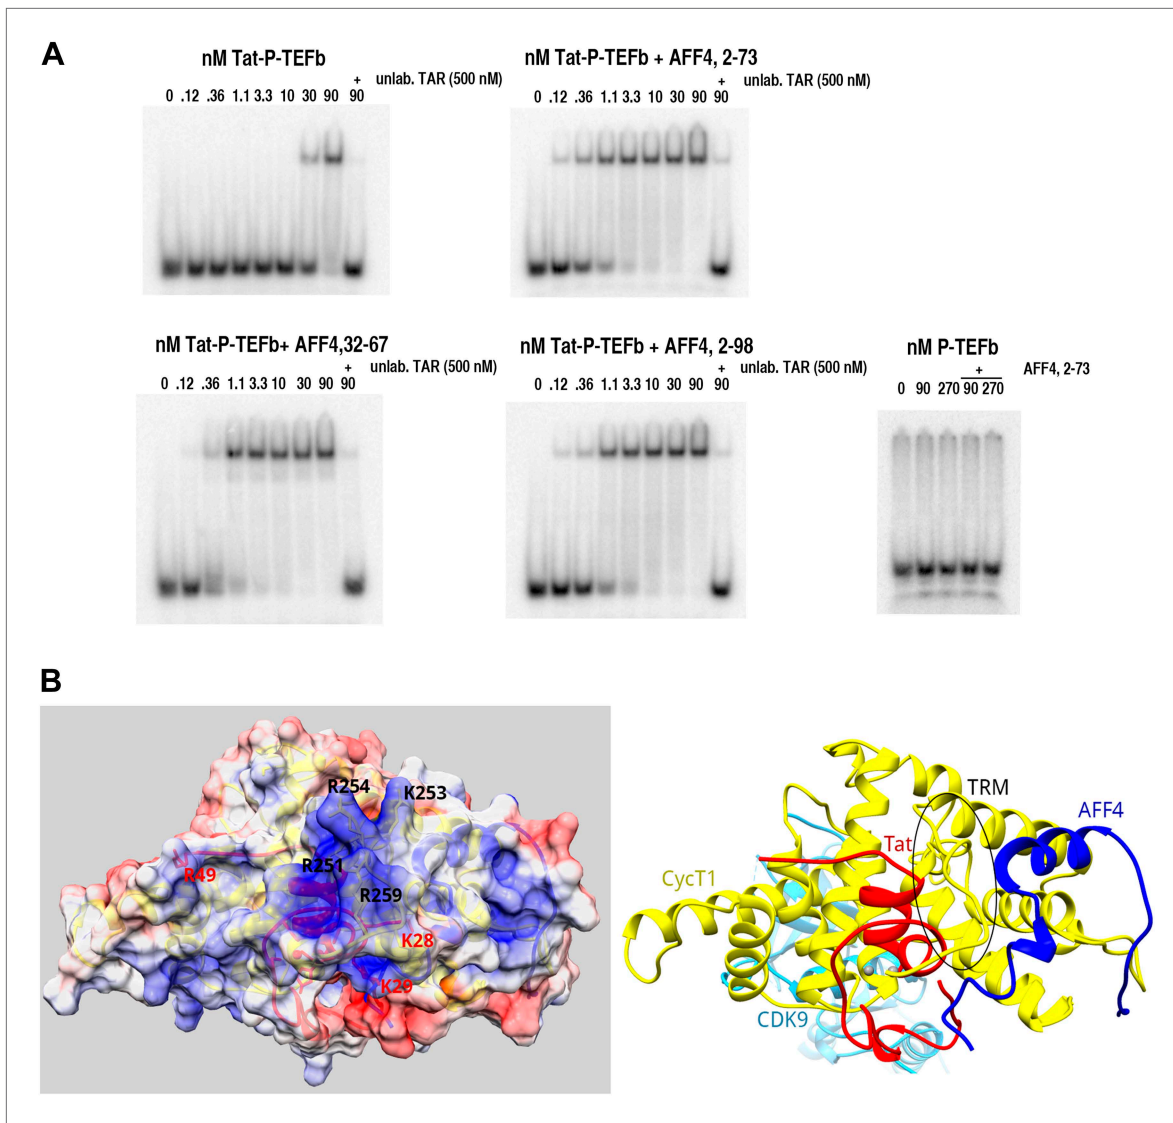 A
nM Tat-P-TEFb
+ unlab. TAR (500 nM)
0 .12 .36 1.1 3.3 10 30 90 90
nM Tat-P-TEFb + AFF4, 2-73
+ unlab. TAR (500 nM)
0 .12 .36 1.1 3.3 10 30 90 90
nM Tat-P-TEFb+ AFF4,32-67
+ unlab. TAR (500 nM)
0 .12 .36 1.1 3.3 10 30 90 90
nM Tat-P-TEFb + AFF4, 2-98
+ unlab. TAR (500 nM)
0 .12 .36 1.1 3.3 10 30 90 90
nM P-TEFb
+ AFF4, 2-73
0 90 270 90 270
B
R254
K253
R251
R49
R259
K28
K29
TRM
AFF4
Tat
CycT1
CDK9